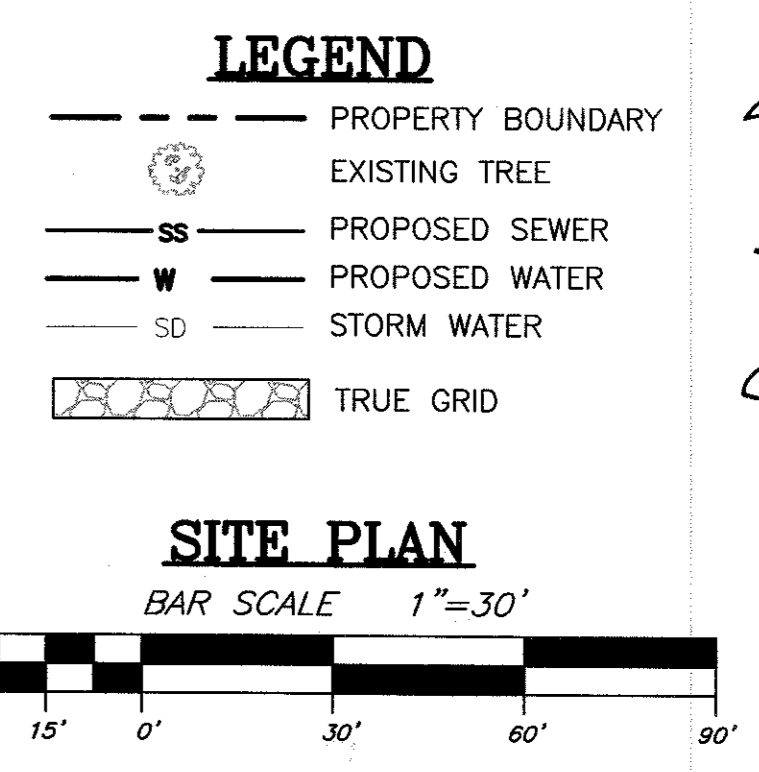 LEGEND
PROPERTY BOUNDARY
EXISTING TREE
SS PROPOSED SEWER
W PROPOSED WATER
SD STORM WATER
TRUE GRID
SITE PLAN
BAR SCALE 1"=30'
15' 0' 30' 60' 90'